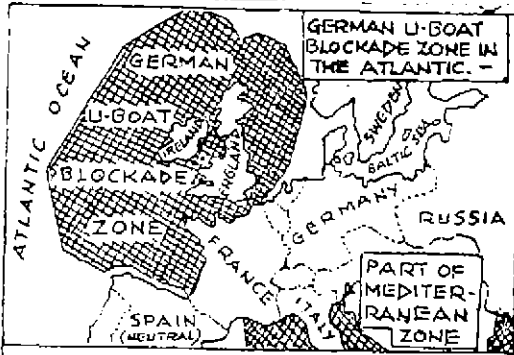 GERMAN U-BOAT
BLOCKADE ZONE IN
THE ATLANTIC.-
ATLANTIC OCEAN
GERMAN
U-BOAT
BLOCKADE
ZONE
IRELAND
ENGLAND
SWEDEN
BALTIC SEA
GERMANY
RUSSIA
FRANCE
ITALY
SPAIN
(NEUTRAL)
PART OF
MEDITER-
RANEAN
ZONE